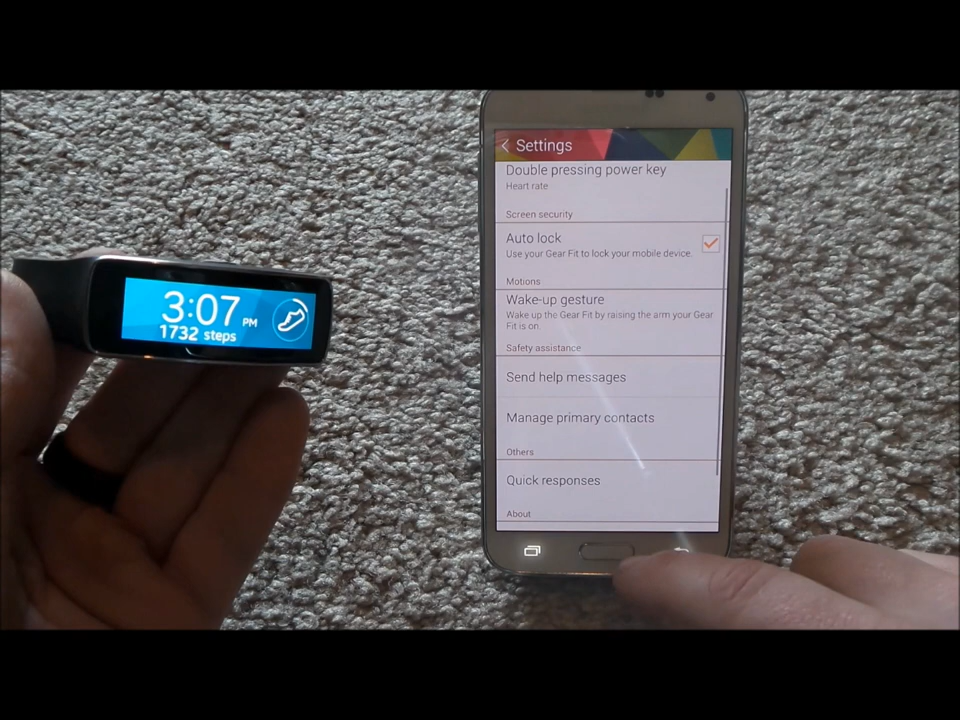 3:07 PM
1732 steps
Settings
Double pressing power key
Heart rate
Screen security
Auto lock
Use your Gear Fit to lock your mobile device.
Motions
Wake-up gesture
Wake up the Gear Fit by raising the arm your Gear
Fit is on.
Safety assistance
Send help messages
Manage primary contacts
Others
Quick responses
About